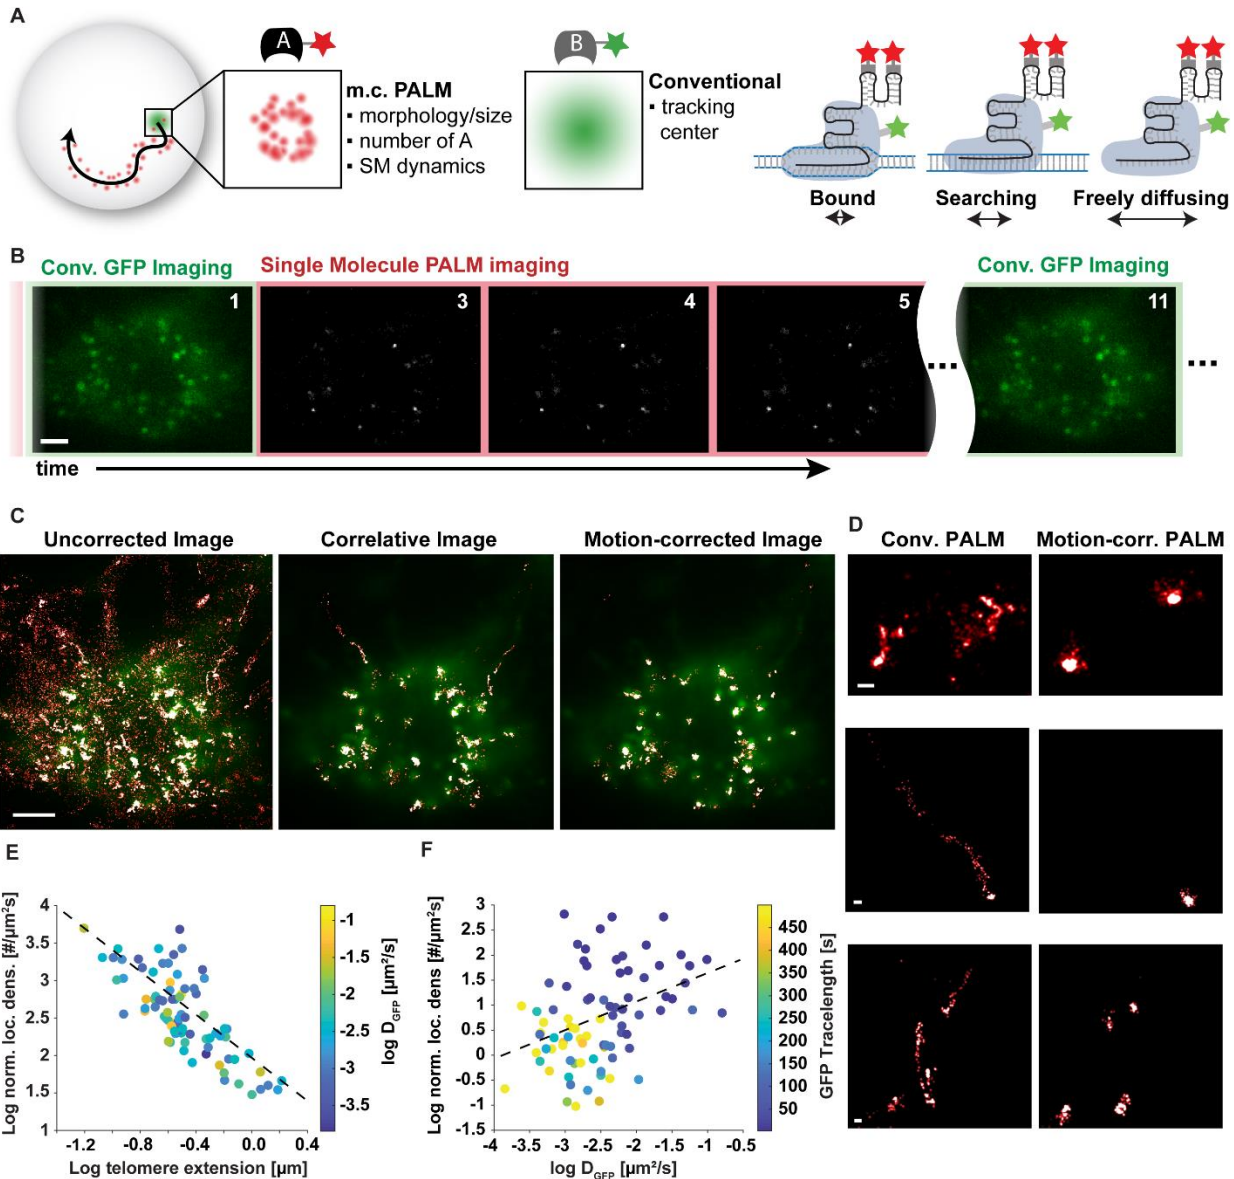 A
A
B
m.c. PALM
▪ morphology/size
▪ number of A
▪ SM dynamics
Conventional
▪ tracking
center
Bound
Searching
Freely diffusing
B
Conv. GFP Imaging
Single Molecule PALM imaging
Conv. GFP Imaging
1
3
4
5
...
11
...
time
C
Uncorrected Image
Correlative Image
Motion-corrected Image
D
Conv. PALM
Motion-corr. PALM
E
Log norm. loc. dens. [#/µm²s]
4
3.5
3
2.5
2
1.5
1
-1.2
-0.8
-0.4
0.0
0.4
Log telomere extension [µm]
-1
-1.5
-2
-2.5
-3
-3.5
log D_GFP [µm²/s]
F
Log norm. loc. dens. [#/µm²s]
3
2.5
2
1.5
1
0.5
0
-0.5
-1
-1.5
-4
-3.5
-3
-2.5
-2
-1.5
-1
-0.5
log D_GFP [µm²/s]
450
400
350
300
250
200
150
100
50
GFP Tracelength [s]